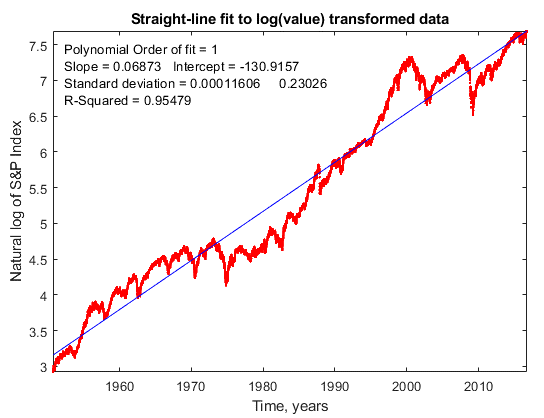 Straight-line fit to log(value) transformed data
Polynomial Order of fit = 1
Slope = 0.06873 Intercept = -130.9157
Standard deviation = 0.00011606 0.23026
R-Squared = 0.95479
Natural log of S&P Index
7.5
7
6.5
6
5.5
5
4.5
4
3.5
3
1960 1970 1980 1990 2000 2010
Time, years